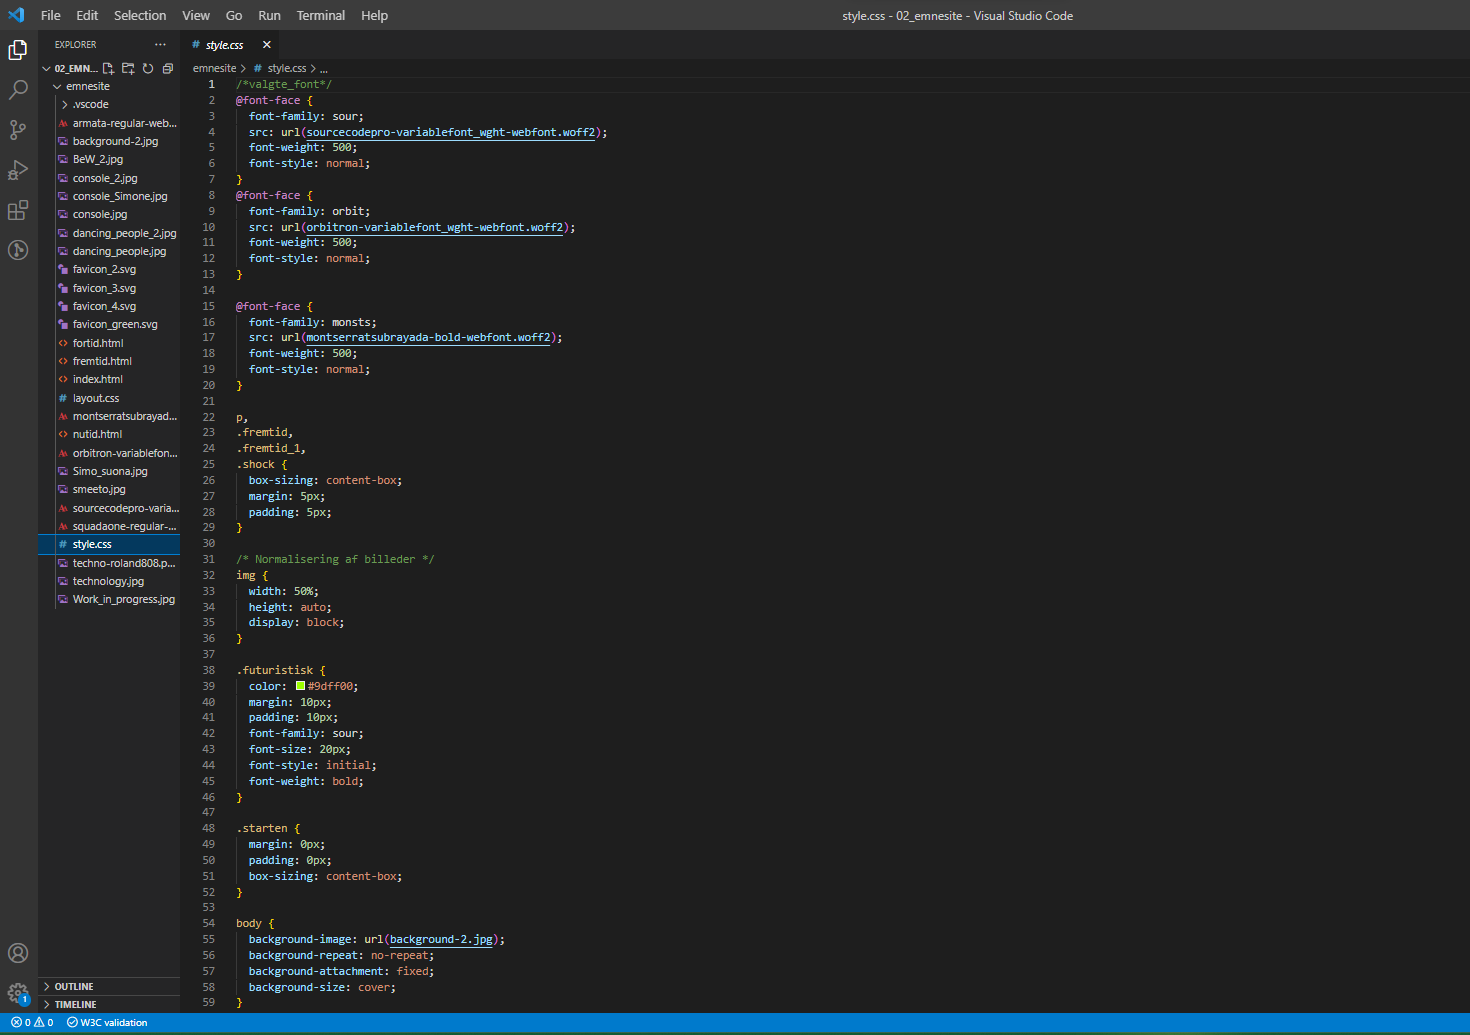 File Edit Selection View Go Run Terminal Help
style.css - 02_emnesite - Visual Studio Code
EXPLORER
02_EMN...
emnesite
.vscode
armata-regular-web...
background-2.jpg
BeW_2.jpg
console_2.jpg
console_Simone.jpg
console.jpg
dancing_people_2.jpg
dancing_people.jpg
favicon_2.svg
favicon_3.svg
favicon_4.svg
favicon_green.svg
fortid.html
fremtid.html
index.html
# layout.css
montserratsubrayad...
nutid.html
orbitron-variablefon...
Simo_suona.jpg
smeeto.jpg
sourcecodepro-varia...
squadaone-regular-...
# style.css
techno-roland808.p...
technology.jpg
Work_in_progress.jpg
OUTLINE
TIMELINE
# style.css
emnesite > # style.css > ...
1 /*valgte_font*/
2 @font-face {
3 font-family: sour;
4 src: url(sourcecodepro-variablefont_wght-webfont.woff2);
5 font-weight: 500;
6 font-style: normal;
7 }
8 @font-face {
9 font-family: orbit;
10 src: url(orbitron-variablefont_wght-webfont.woff2);
11 font-weight: 500;
12 font-style: normal;
13 }
14
15 @font-face {
16 font-family: monsts;
17 src: url(montserratsubrayada-bold-webfont.woff2);
18 font-weight: 500;
19 font-style: normal;
20 }
21
22 p,
23 .fremtid,
24 .fremtid_1,
25 .shock {
26 box-sizing: content-box;
27 margin: 5px;
28 padding: 5px;
29 }
30
31 /* Normalisering af billeder */
32 img {
33 width: 50%;
34 height: auto;
35 display: block;
36 }
37
38 .futuristisk {
39 color: #9dff00;
40 margin: 10px;
41 padding: 10px;
42 font-family: sour;
43 font-size: 20px;
44 font-style: initial;
45 font-weight: bold;
46 }
47
48 .starten {
49 margin: 0px;
50 padding: 0px;
51 box-sizing: content-box;
52 }
53
54 body {
55 background-image: url(background-2.jpg);
56 background-repeat: no-repeat;
57 background-attachment: fixed;
58 background-size: cover;
59 }
1
0 0 W3C validation